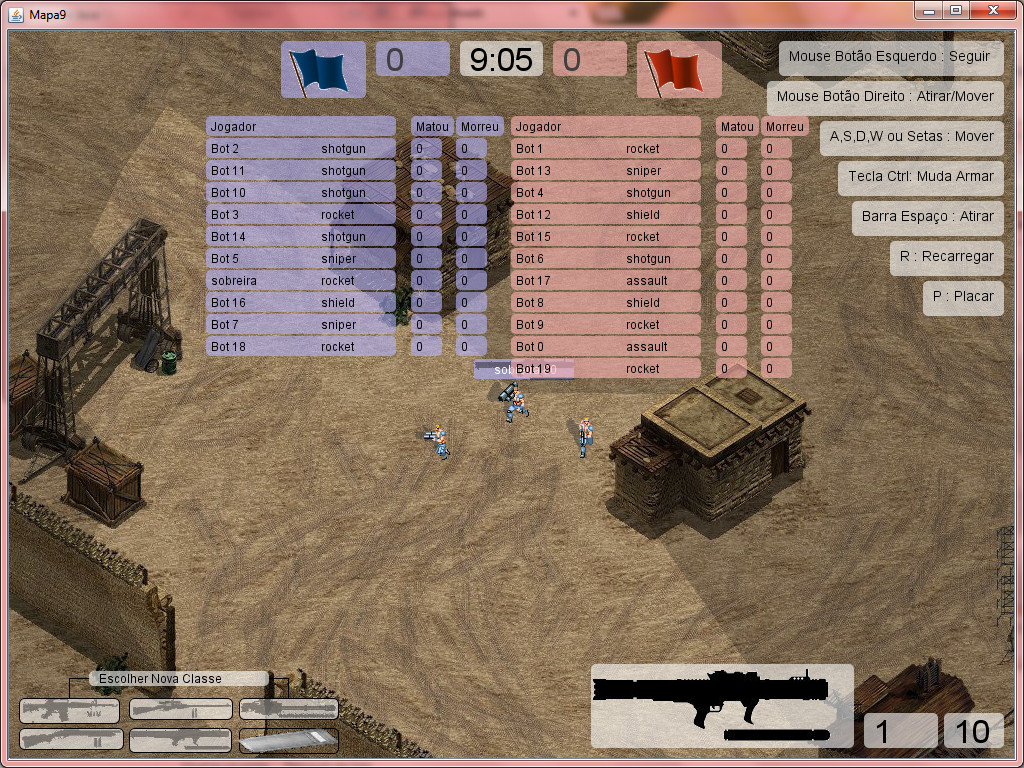 Mapa9
0 9:05 0
Mouse Botão Esquerdo : Seguir
Mouse Botão Direito : Atirar/Mover
A,S,D,W ou Setas : Mover
Tecla Ctrl: Muda Armar
Barra Espaço : Atirar
R : Recarregar
P : Placar
Jogador Matou Morreu
Bot 2 shotgun 0 0
Bot 11 shotgun 0 0
Bot 10 shotgun 0 0
Bot 3 rocket 0 0
Bot 14 shotgun 0 0
Bot 5 sniper 0 0
sobreira rocket 0 0
Bot 16 shield 0 0
Bot 7 sniper 0 0
Bot 18 rocket 0 0
Jogador Matou Morreu
Bot 1 rocket 0 0
Bot 13 sniper 0 0
Bot 4 shotgun 0 0
Bot 12 shield 0 0
Bot 15 rocket 0 0
Bot 6 shotgun 0 0
Bot 17 assault 0 0
Bot 8 shield 0 0
Bot 9 rocket 0 0
Bot 0 assault 0 0
Bot 19 rocket 0 0
Escolher Nova Classe
1 10